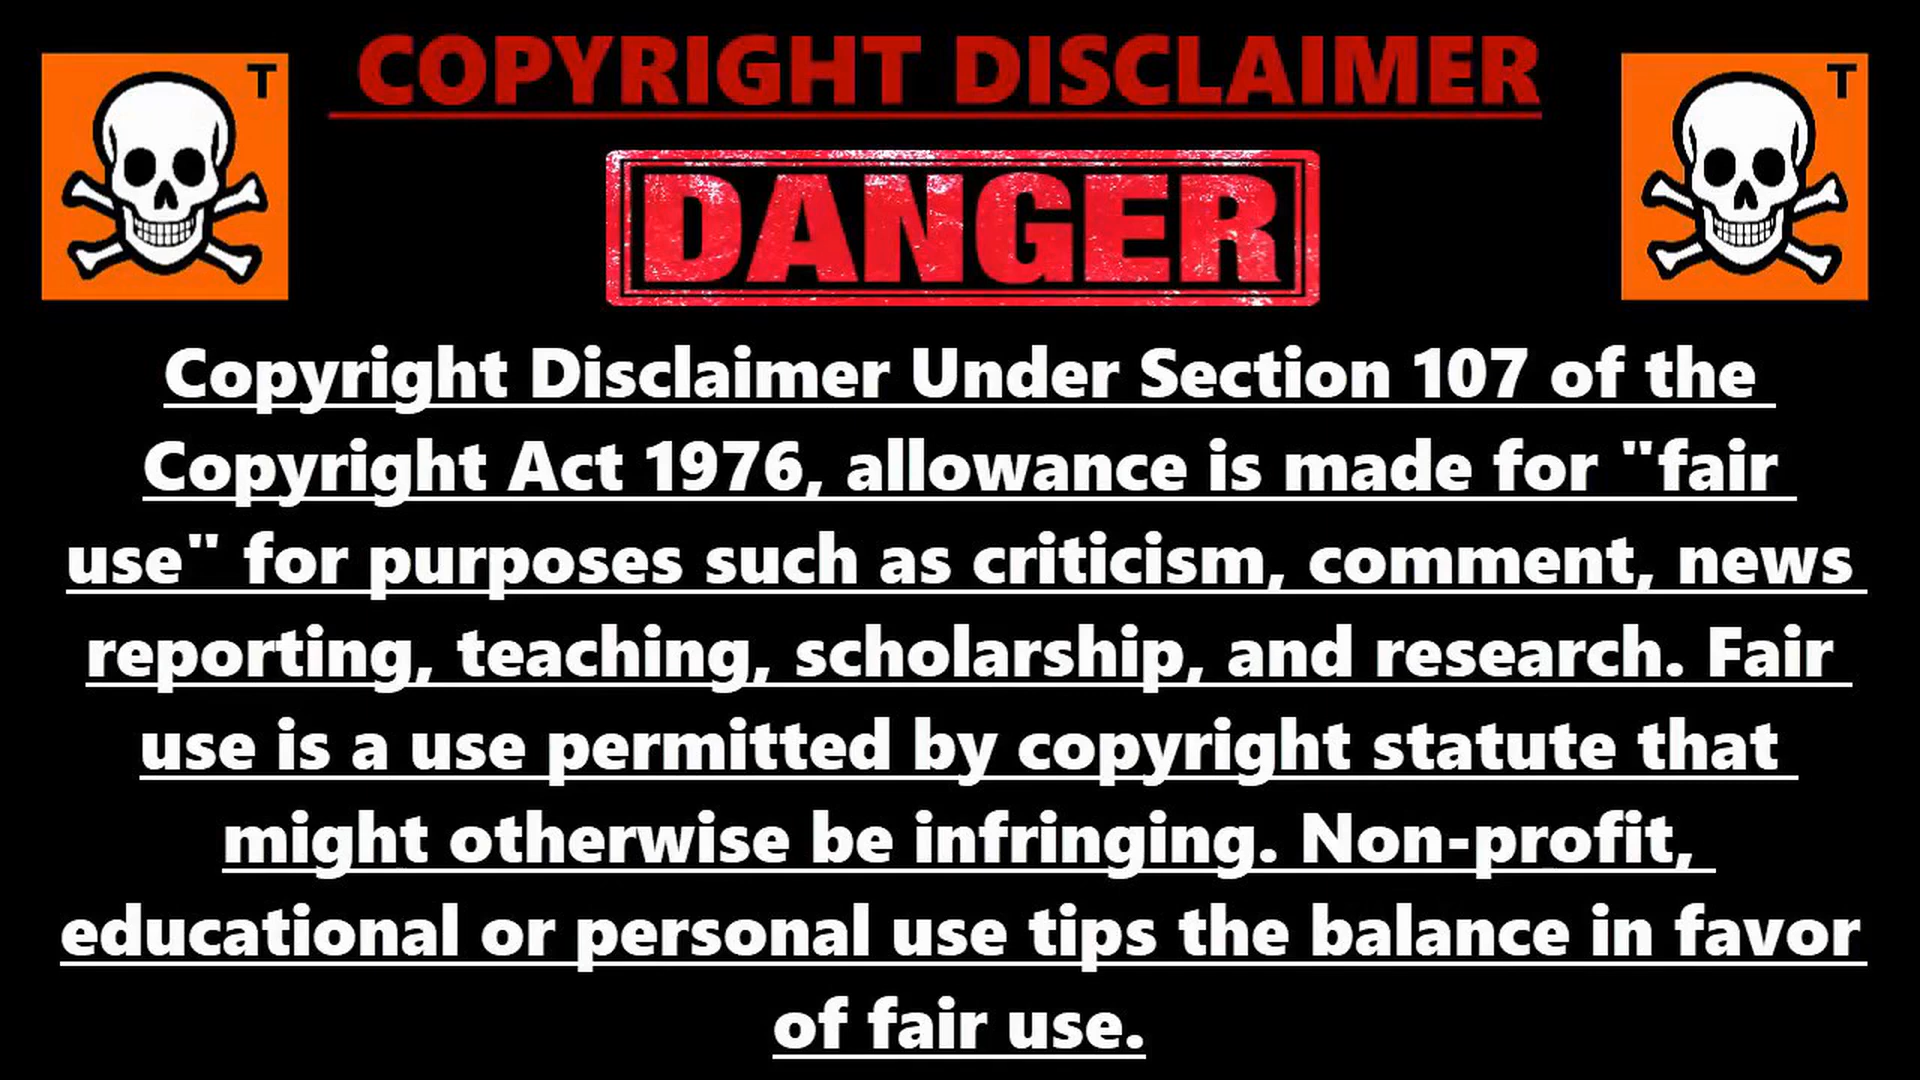 T
COPYRIGHT DISCLAIMER
T
DANGER
Copyright Disclaimer Under Section 107 of the
Copyright Act 1976, allowance is made for "fair
use" for purposes such as criticism, comment, news
reporting, teaching, scholarship, and research. Fair
use is a use permitted by copyright statute that
might otherwise be infringing. Non-profit,
educational or personal use tips the balance in favor
of fair use.